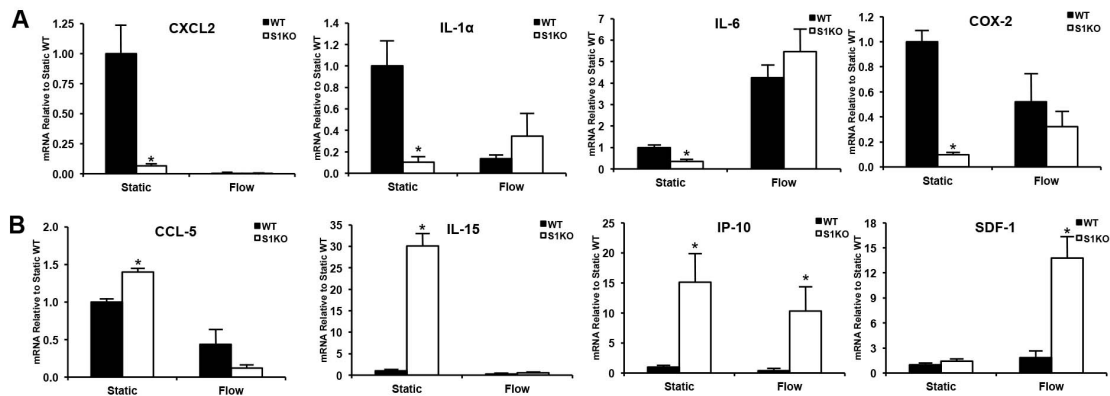 A
CXCL2
WT
S1KO
mRNA Relative to Static WT
1.25
1.00
0.75
0.50
0.25
0.00
Static Flow
IL-1α
WT
S1KO
mRNA Relative to Static WT
1.4
1.2
1.0
0.8
0.6
0.4
0.2
0.0
*
Static Flow
IL-6
WT
S1KO
mRNA Relative to Static WT
7
6
5
4
3
2
1
0
*
Static Flow
COX-2
WT
S1KO
mRNA Relative to Static WT
1.2
1.0
0.8
0.6
0.4
0.2
0.0
*
Static Flow
B
CCL-5
WT
S1KO
mRNA Relative to Static WT
2.0
1.5
1.0
0.5
0.0
*
Static Flow
IL-15
WT
S1KO
mRNA Relative to Static WT
35
30
25
20
15
10
5
0
*
Static Flow
IP-10
WT
S1KO
mRNA Relative to Static WT
25
20
15
10
5
0
*
*
Static Flow
SDF-1
WT
S1KO
mRNA Relative to Static WT
18
15
12
9
6
3
0
*
Static Flow